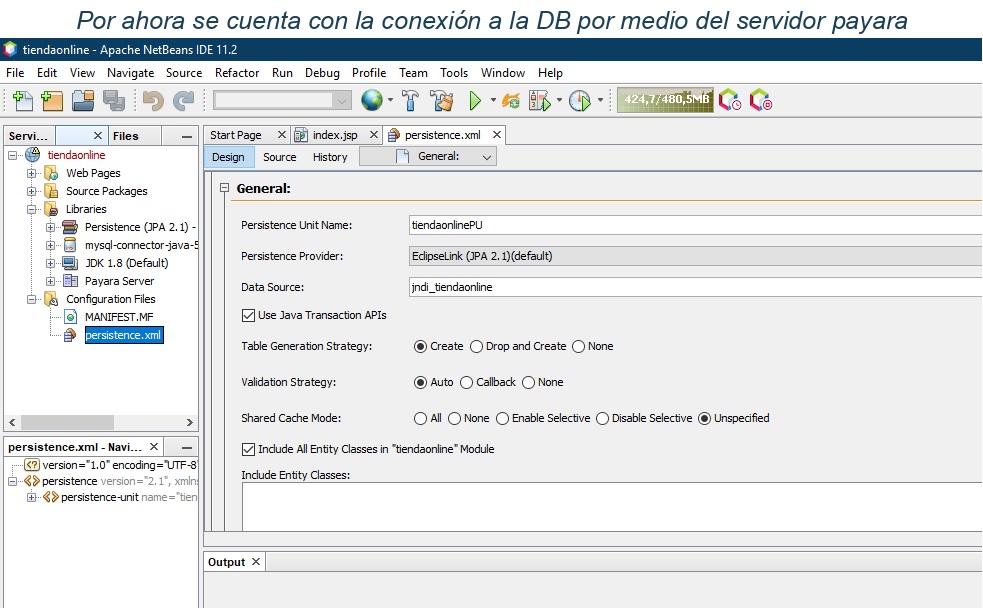 Por ahora se cuenta con la conexión a la DB por medio del servidor payara
tiendaonline - Apache NetBeans IDE 11.2
File Edit View Navigate Source Refactor Run Debug Profile Team Tools Window Help
424,7/480,5MB
Servi... Files
Start Page index.jsp persistence.xml
tiendaonline
Web Pages
Source Packages
Libraries
Persistence (JPA 2.1) -
mysql-connector-java-5
JDK 1.8 (Default)
Payara Server
Configuration Files
MANIFEST.MF
persistence.xml
Design Source History General:
General:
Persistence Unit Name: tiendaonlinePU
Persistence Provider: EclipseLink (JPA 2.1)(default)
Data Source: jndi_tiendaonline
Use Java Transaction APIs
Table Generation Strategy: Create Drop and Create None
Validation Strategy: Auto Callback None
Shared Cache Mode: All None Enable Selective Disable Selective Unspecified
Include All Entity Classes in "tiendaonline" Module
Include Entity Classes:
persistence.xml - Navi...
version="1.0" encoding="UTF-8"
persistence version="2.1", xmlns
persistence-unit name="tien
Output